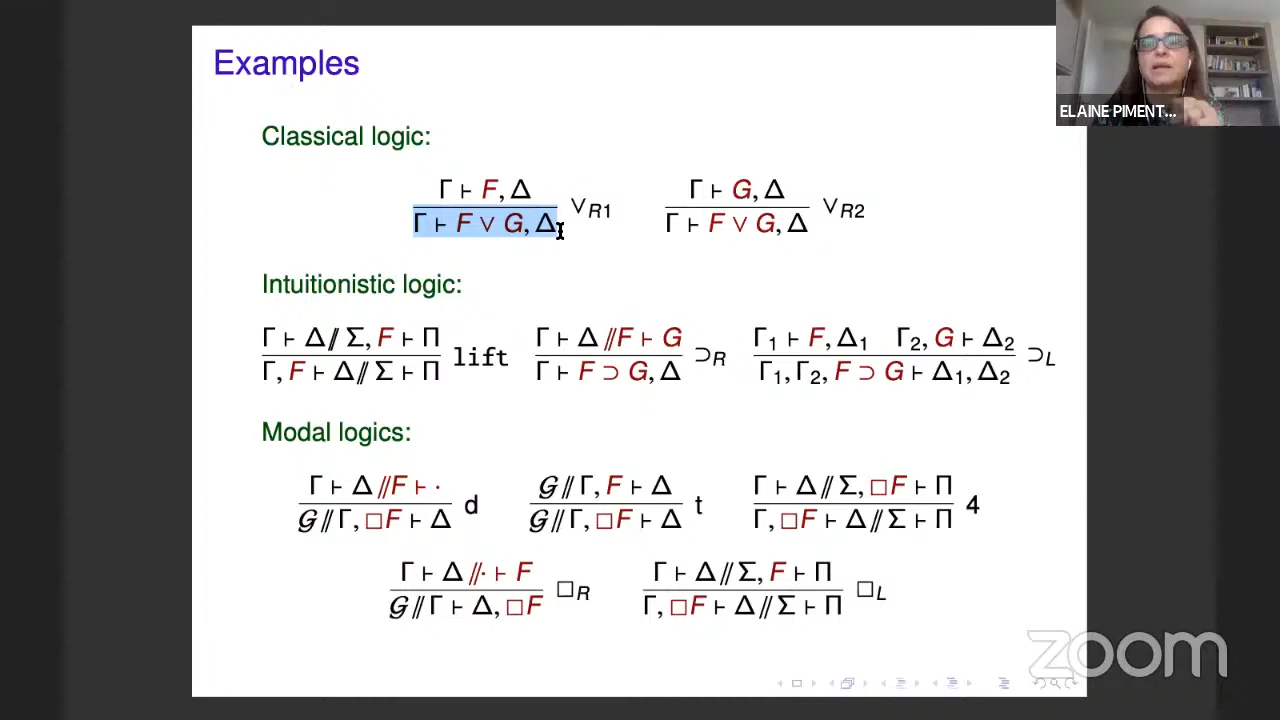 Examples
ELAINE PIMENT...
Classical logic:
Γ ⊢ F, Δ
Γ ⊢ F ∨ G, Δ
∨R1
Γ ⊢ G, Δ
Γ ⊢ F ∨ G, Δ
∨R2
Intuitionistic logic:
Γ ⊢ Δ // Σ, F ⊢ Π
Γ, F ⊢ Δ // Σ ⊢ Π
lift
Γ ⊢ Δ // F ⊢ G
Γ ⊢ F ⊃ G, Δ
⊃R
Γ1 ⊢ F, Δ1 Γ2, G ⊢ Δ2
Γ1, Γ2, F ⊃ G ⊢ Δ1, Δ2
⊃L
Modal logics:
Γ ⊢ Δ // F ⊢ ·
𝒢 // Γ, □F ⊢ Δ
d
𝒢 // Γ, F ⊢ Δ
𝒢 // Γ, □F ⊢ Δ
t
Γ ⊢ Δ // Σ, □F ⊢ Π
Γ, □F ⊢ Δ // Σ ⊢ Π
4
Γ ⊢ Δ // · ⊢ F
𝒢 // Γ ⊢ Δ, □F
□R
Γ ⊢ Δ // Σ, F ⊢ Π
Γ, □F ⊢ Δ // Σ ⊢ Π
□L
zoom